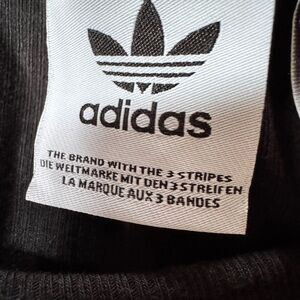 adidas
THE BRAND WITH THE 3 STRIPES
DIE WELTMARKE MIT DEN 3 STREIFEN
LA MARQUE AUX 3 BANDES